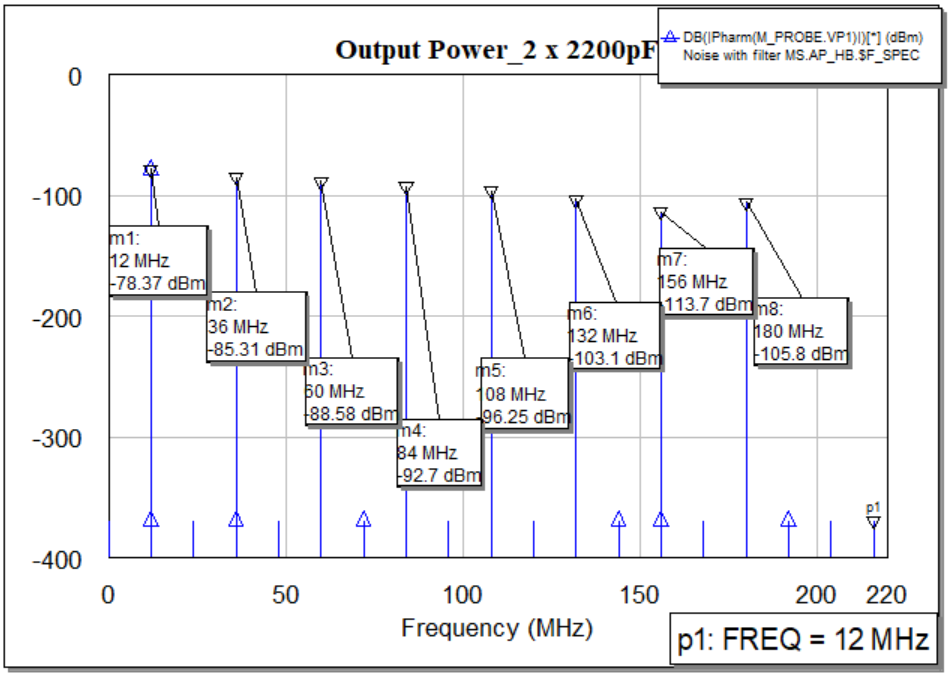 Output Power_2 x 2200pF
DB(|Pharm(M_PROBE.VP1)|)[*] (dBm)
Noise with filter MS.AP_HB.$F_SPEC
0
-100
-200
-300
-400
m1:
12 MHz
-78.37 dBm
m2:
36 MHz
-85.31 dBm
m3:
60 MHz
-88.58 dBm
m4:
84 MHz
-92.7 dBm
m5:
108 MHz
-96.25 dBm
m6:
132 MHz
-103.1 dBm
m7:
156 MHz
-113.7 dBm
m8:
180 MHz
-105.8 dBm
p1
0 50 100 150 200 220
Frequency (MHz)
p1: FREQ = 12 MHz